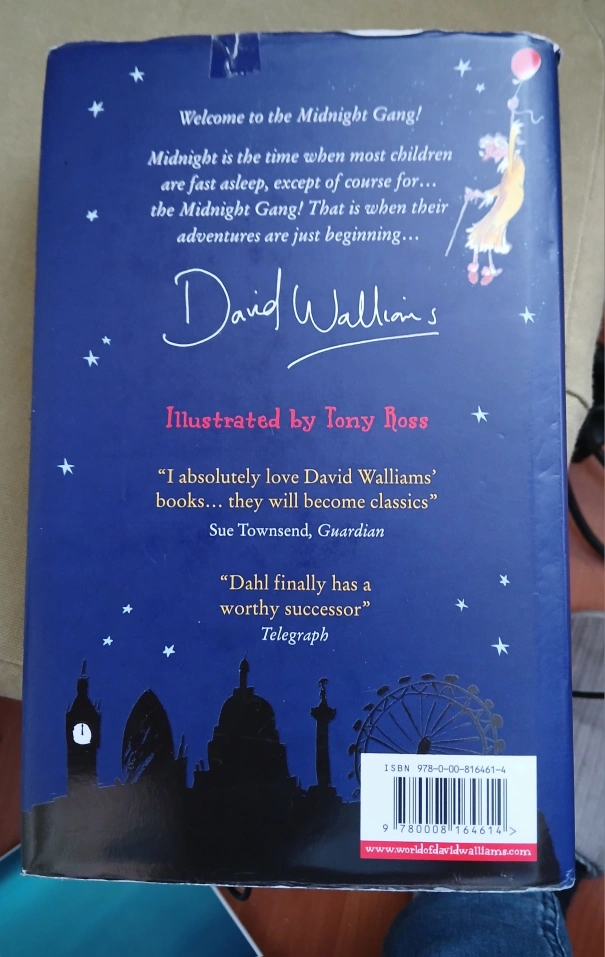 Welcome to the Midnight Gang!
Midnight is the time when most children
are fast asleep, except of course for...
the Midnight Gang! That is when their
adventures are just beginning...
David Walliams
Illustrated by Tony Ross
“I absolutely love David Walliams’
books... they will become classics”
Sue Townsend, Guardian
“Dahl finally has a
worthy successor”
Telegraph
ISBN 978-0-00-816461-4
9 780008 164614 >
www.worldofdavidwalliams.com